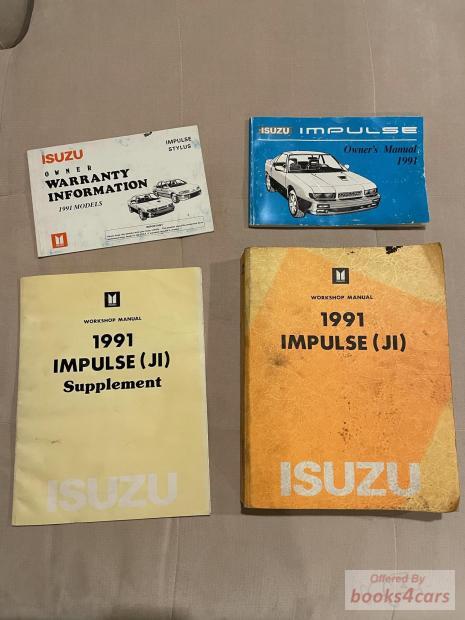 ISUZU
IMPULSE
STYLUS
OWNER
WARRANTY
INFORMATION
1991 MODELS
ISUZU IMPULSE
Owner's Manual
1991
WORKSHOP MANUAL
1991
IMPULSE (JI)
Supplement
ISUZU
WORKSHOP MANUAL
1991
IMPULSE (JI)
ISUZU
Offered By
books4cars